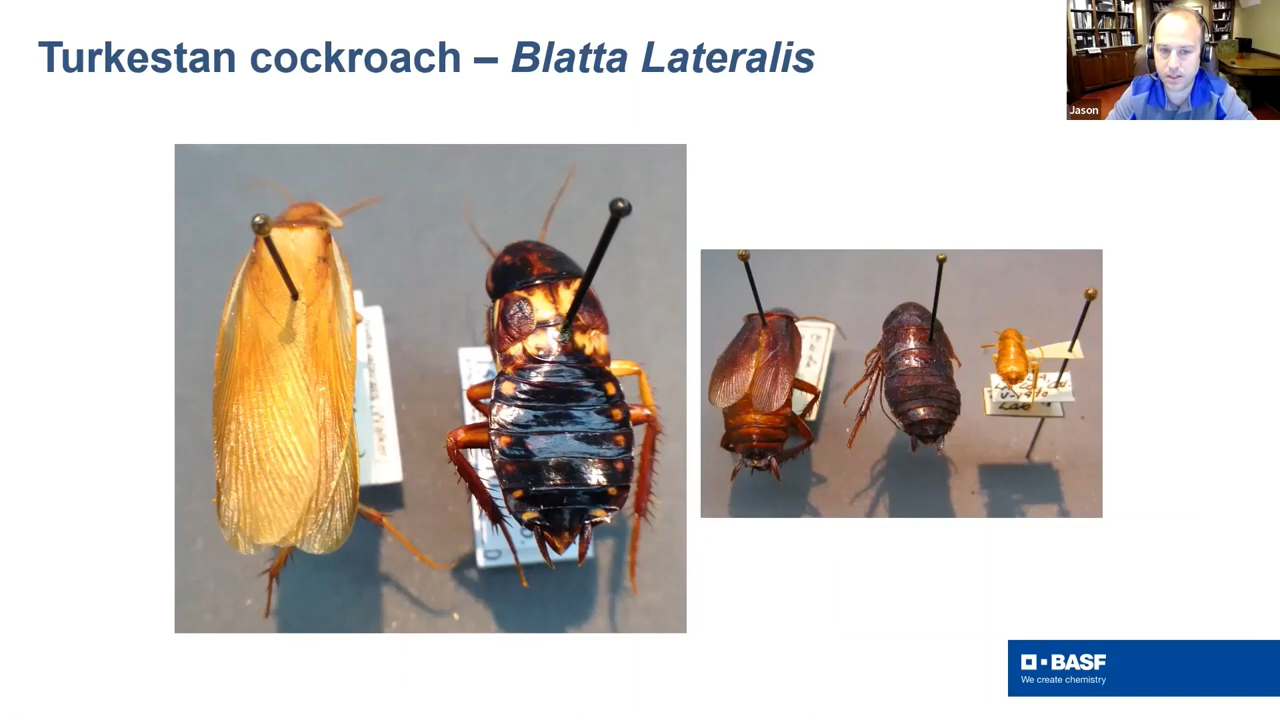 Turkestan cockroach – Blatta Lateralis
Jason
BASF
We create chemistry